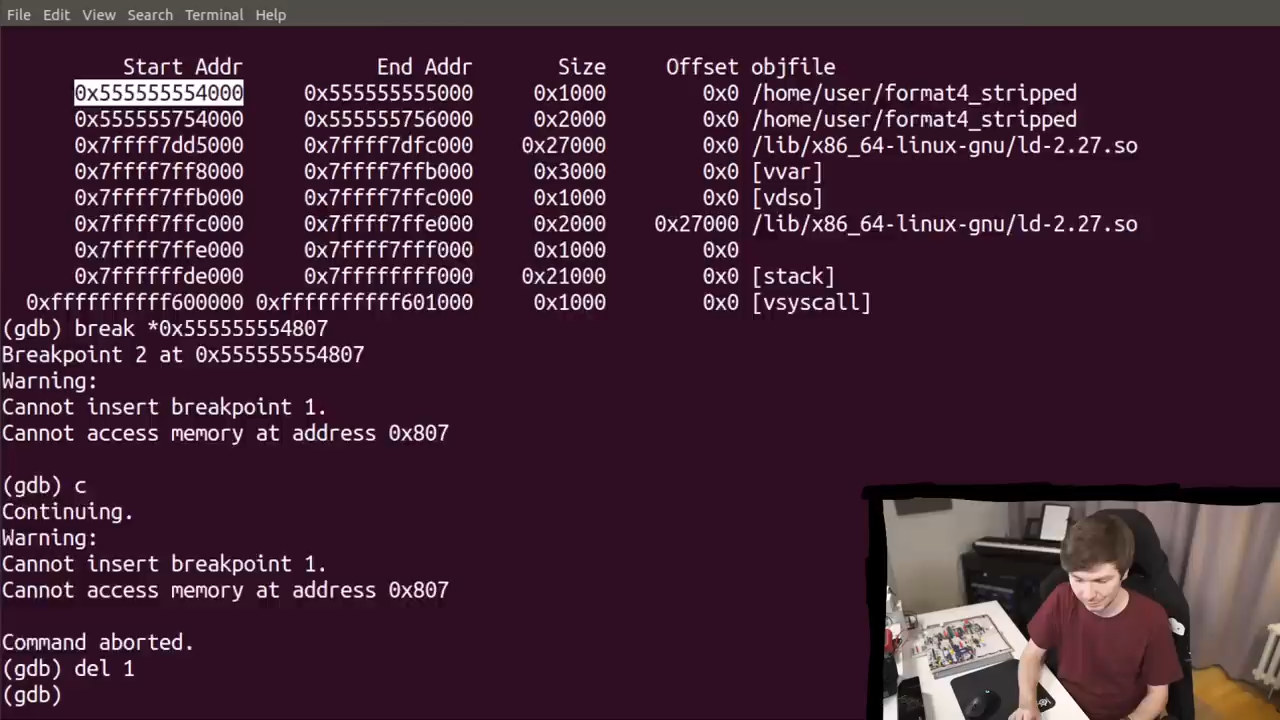 File Edit View Search Terminal Help
Start Addr End Addr Size Offset objfile
0x555555554000 0x555555555000 0x1000 0x0 /home/user/format4_stripped
0x555555754000 0x555555756000 0x2000 0x0 /home/user/format4_stripped
0x7ffff7dd5000 0x7ffff7dfc000 0x27000 0x0 /lib/x86_64-linux-gnu/ld-2.27.so
0x7ffff7ff8000 0x7ffff7ffb000 0x3000 0x0 [vvar]
0x7ffff7ffb000 0x7ffff7ffc000 0x1000 0x0 [vdso]
0x7ffff7ffc000 0x7ffff7ffe000 0x2000 0x27000 /lib/x86_64-linux-gnu/ld-2.27.so
0x7ffff7ffe000 0x7ffff7fff000 0x1000 0x0
0x7ffffffde000 0x7ffffffff000 0x21000 0x0 [stack]
0xffffffffff600000 0xffffffffff601000 0x1000 0x0 [vsyscall]
(gdb) break *0x555555554807
Breakpoint 2 at 0x555555554807
Warning:
Cannot insert breakpoint 1.
Cannot access memory at address 0x807
(gdb) c
Continuing.
Warning:
Cannot insert breakpoint 1.
Cannot access memory at address 0x807
Command aborted.
(gdb) del 1
(gdb)